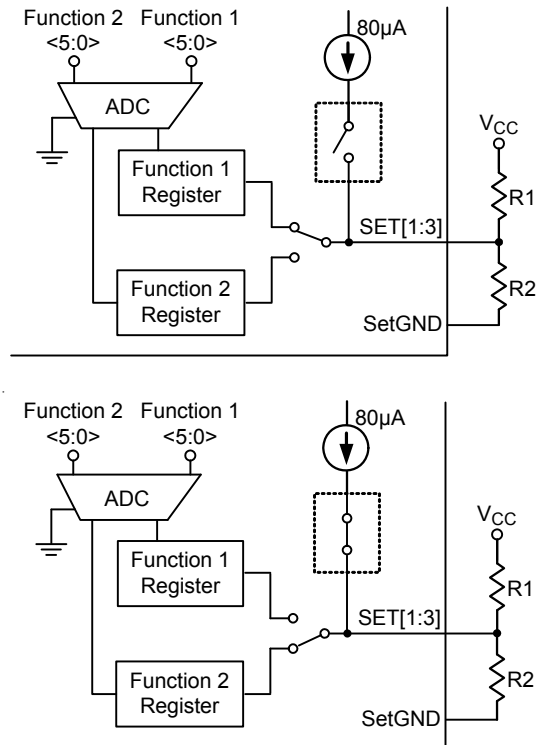 Function 2 Function 1
<5:0> <5:0>
80µA
ADC
VCC
Function 1
Register
R1
SET[1:3]
Function 2
Register
R2
SetGND
Function 2 Function 1
<5:0> <5:0>
80µA
ADC
VCC
Function 1
Register
R1
SET[1:3]
Function 2
Register
R2
SetGND